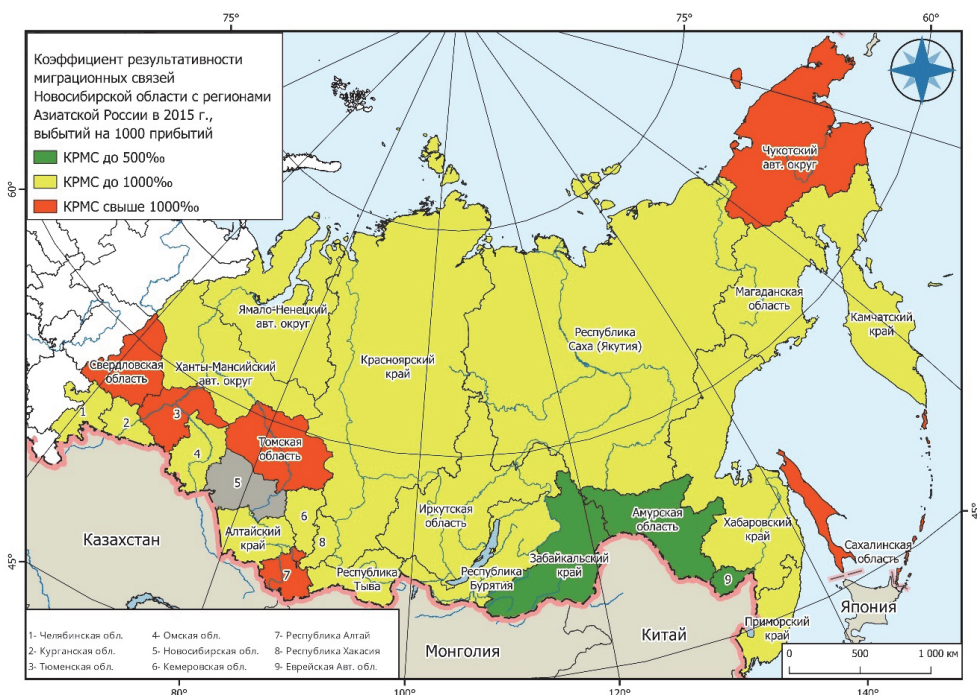 75°
75°
60°
Коэффициент результативности
миграционных связей
Новосибирской области с регионами
Азиатской России в 2015 г.,
выбытий на 1000 прибытий
КРМС до 500‰
КРМС до 1000‰
КРМС свыше 1000‰
Чукотский
авт. округ
60°
Магаданская
область
Камчатский
край
Ямало-Ненецкий
авт. округ
Республика
Саха (Якутия)
Красноярский
край
Свердловская
область
Ханты-Мансийский
авт. округ
1
2
3
Томская
область
4
5
6
Иркутская
область
Амурская
область
Хабаровский
край
45°
Алтайский
край
8
Казахстан
Сахалинская
область
45°
Забайкальский
край
7
Республика
Тыва
Республика
Бурятия
9
Япония
Приморский
край
Китай
Монголия
1- Челябинская обл.
2- Курганская обл.
3- Тюменская обл.
4- Омская обл.
5- Новосибирская обл.
6- Кемеровская обл.
7- Республика Алтай
8- Республика Хакасия
9- Еврейская Авт. обл.
0 500 1 000 км
80°
100°
120°
140°